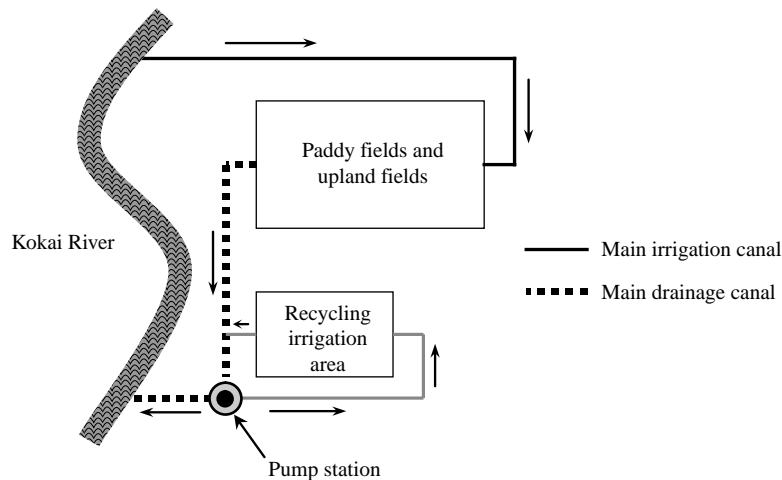 Paddy fields and
upland fields
Kokai River
Main irrigation canal
Main drainage canal
Recycling
irrigation
area
Pump station